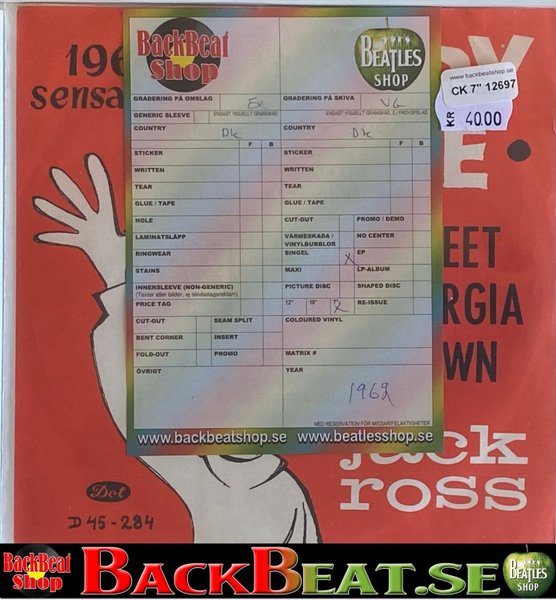 196
sensa
BackBeat
Shop
BEATLES
SHOP
www.backbeatshop.se
CK 7" 12697
KR 40.00
GRADERING PÅ OMSLAG Ex GRADERING PÅ SKIVA VG
GENERIC SLEEVE ENDAST VISUELLT GRANSKAD ENDAST VISUELLT GRANSKAD, EJ PROVSPELAD
COUNTRY Dk COUNTRY Dk
F B F B
STICKER STICKER
WRITTEN WRITTEN
TEAR TEAR
GLUE / TAPE GLUE / TAPE
HOLE CUT-OUT PROMO / DEMO
LAMINATSLÄPP VÄRMESKADA / VINYLBUBBLOR NO CENTER
RINGWEAR SINGEL X EP
STAINS MAXI LP-ALBUM
INNERSLEEVE (NON-GENERIC) PICTURE DISC SHAPED DISC
(Texter eller bilder, ej skivbolagsreklam)
PRICE TAG 12" 10" 7" X RE-ISSUE
CUT-OUT SEAM SPLIT COLOURED VINYL
BENT CORNER INSERT
FOLD-OUT PROMO MATRIX #
ÖVRIGT YEAR
1962
MED RESERVATION FÖR MISSAR/FELAKTIGHETER
www.backbeatshop.se www.beatlesshop.se
Y
E.
EET
RGIA
WN
jack
ross
Dot
D 45-284
BackBeat
Shop
BACKBEAT.SE
BEATLES
SHOP